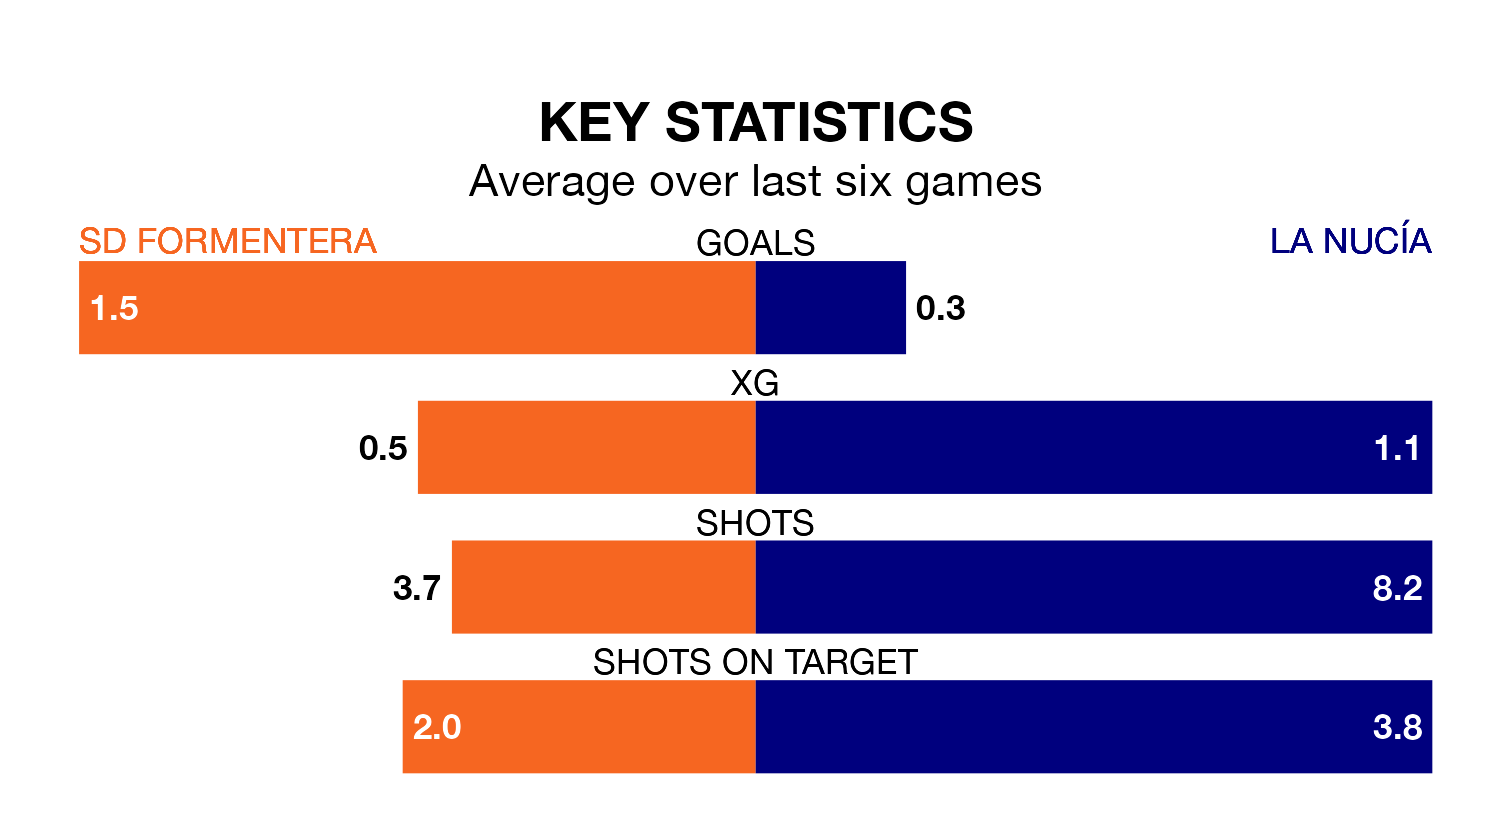 KEY STATISTICS
Average over last six games
SD FORMENTERA
GOALS
LA NUCÍA
1.5
0.3
XG
0.5
1.1
SHOTS
3.7
8.2
SHOTS ON TARGET
2.0
3.8